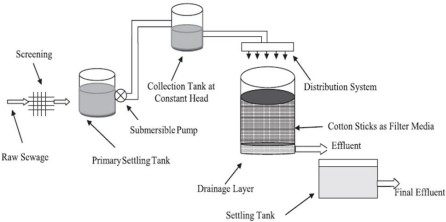 Screening
Collection Tank at
Constant Head
Distribution System
Submersible Pump
Cotton Sticks as Filter Media
Raw Sewage
Primary Settling Tank
Effluent
Drainage Layer
Final Effluent
Settling Tank